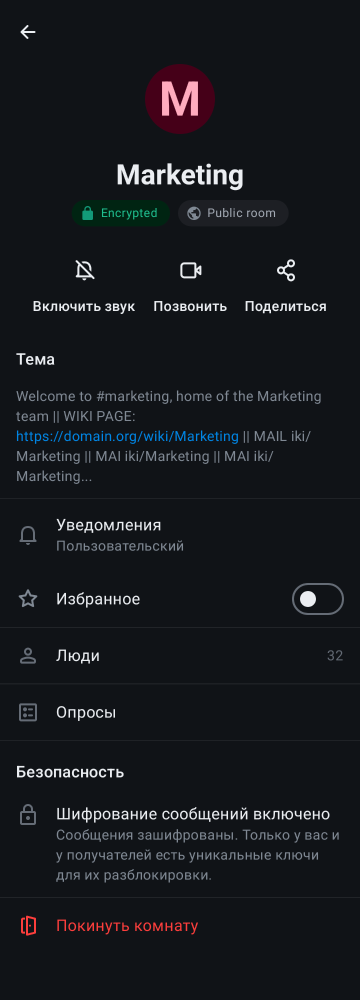 M
Marketing
Encrypted
Public room
Включить звук
Позвонить
Поделиться
Тема
Welcome to #marketing, home of the Marketing
team || WIKI PAGE:
https://domain.org/wiki/Marketing || MAIL iki/
Marketing || MAI iki/Marketing || MAI iki/
Marketing...
Уведомления
Пользовательский
Избранное
Люди
32
Опросы
Безопасность
Шифрование сообщений включено
Сообщения зашифрованы. Только у вас и
у получателей есть уникальные ключи
для их разблокировки.
Покинуть комнату